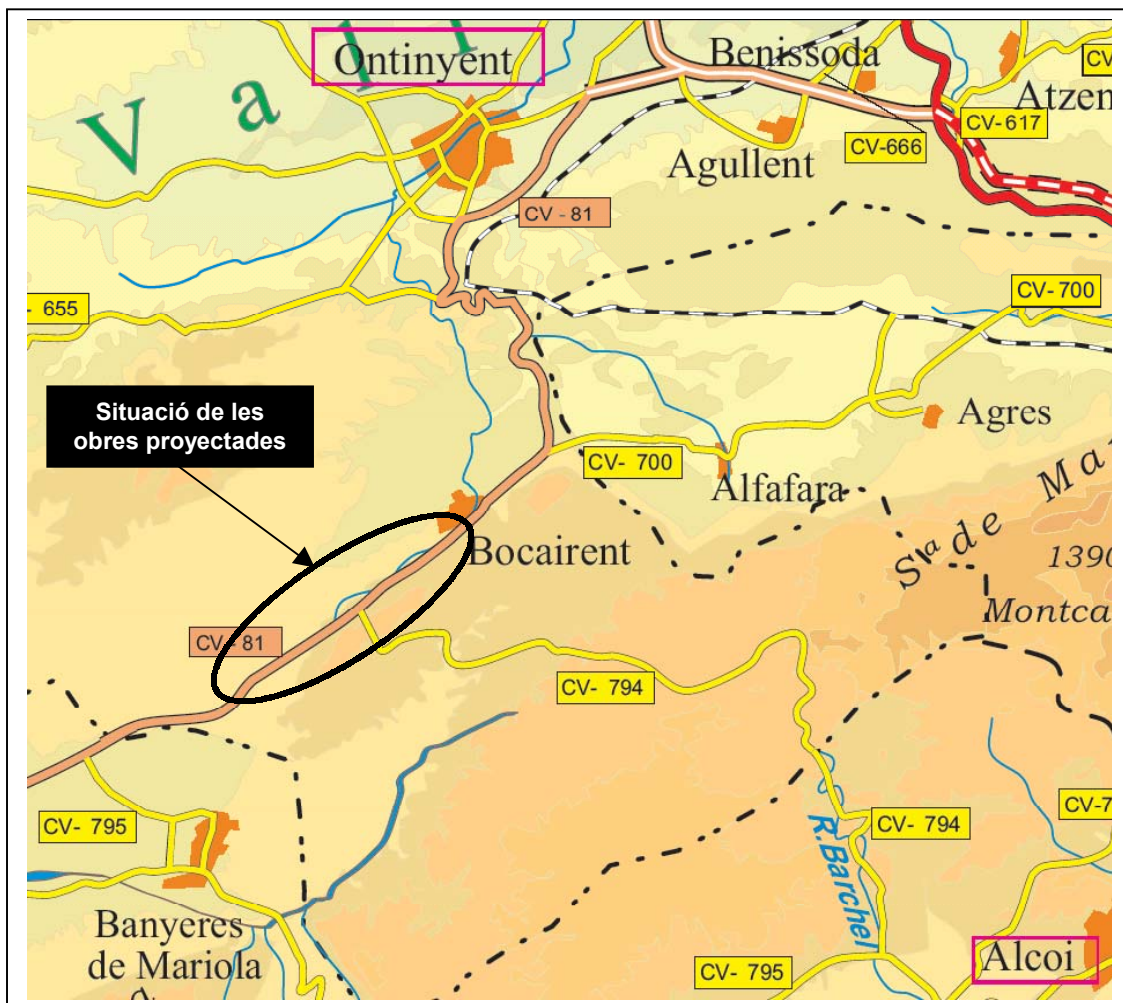 V a l l
Ontinyent
Benissoda
CV
Atzen
CV- 617
CV-666
Agullent
CV - 81
CV- 700
- 655
Situació de les
obres proyectades
Agres
CV- 700
Alfafara
Sª de Ma
Bocairent
1390
Montca
CV - 81
CV- 794
CV-7
CV- 795
CV- 794
R.Barchel
Banyeres
de Mariola
Alcoi
CV- 795